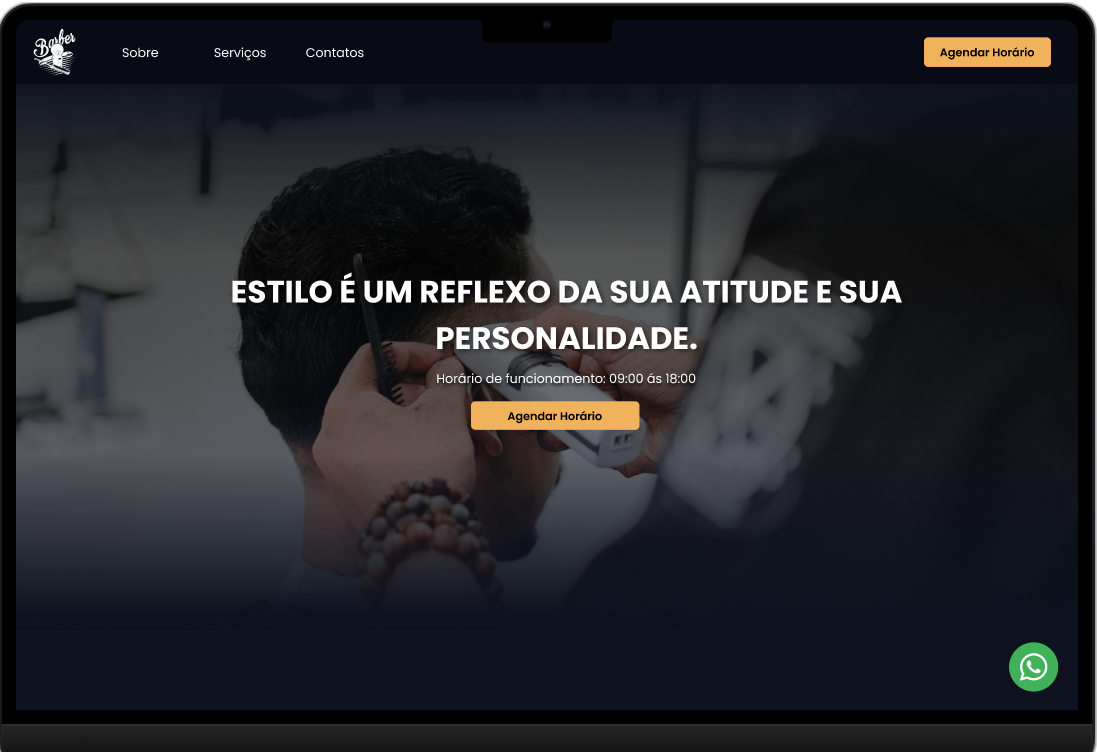 Barber
Sobre
Serviços
Contatos
Agendar Horário
ESTILO É UM REFLEXO DA SUA ATITUDE E SUA
PERSONALIDADE.
Horário de funcionamento: 09:00 ás 18:00
Agendar Horário